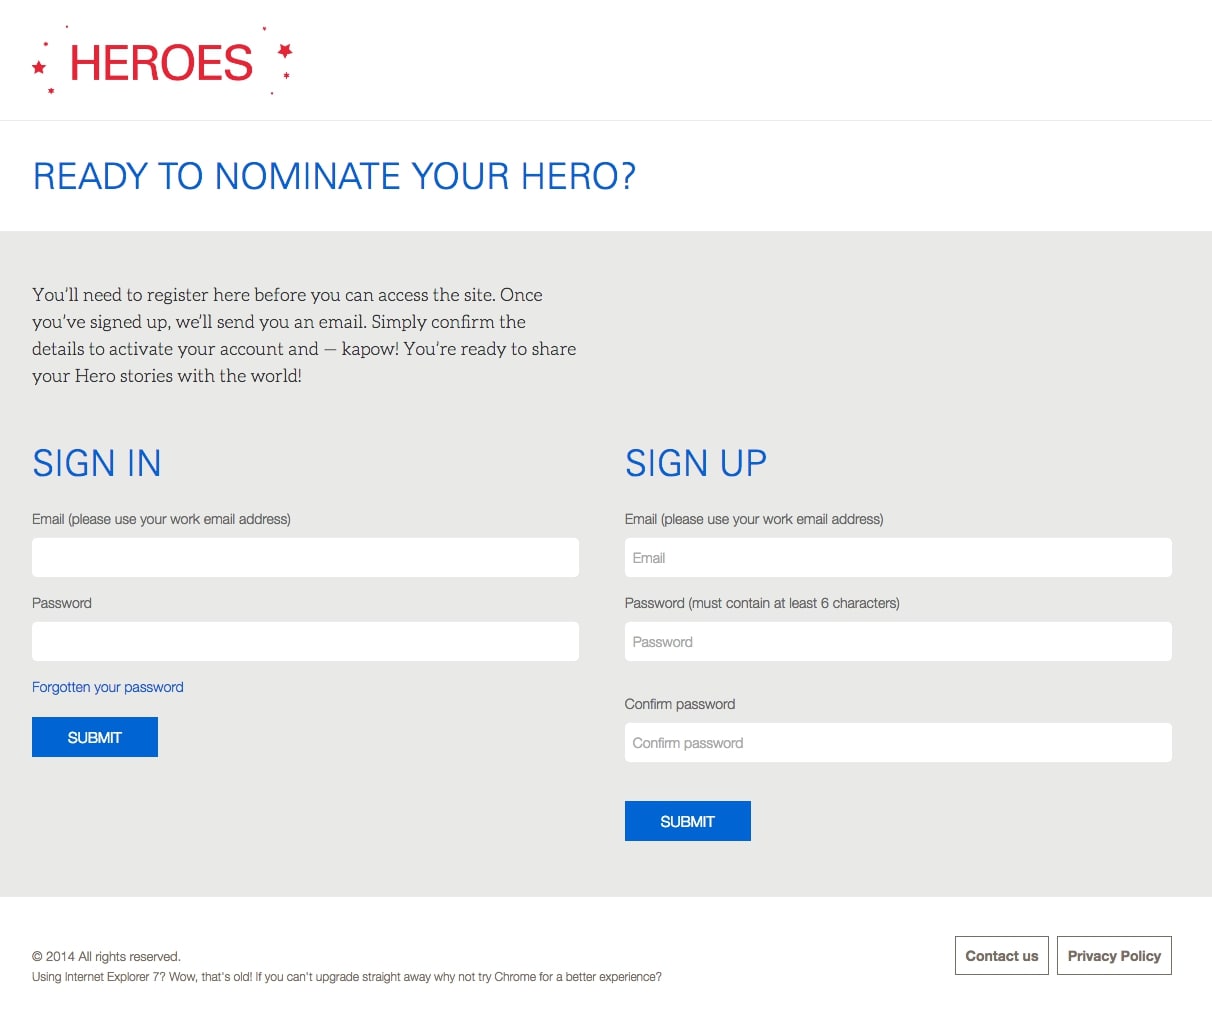 HEROES
READY TO NOMINATE YOUR HERO?
You’ll need to register here before you can access the site. Once
you’ve signed up, we’ll send you an email. Simply confirm the
details to activate your account and — kapow! You’re ready to share
your Hero stories with the world!
SIGN IN
Email (please use your work email address)
Password
Forgotten your password
SUBMIT
SIGN UP
Email (please use your work email address)
Email
Password (must contain at least 6 characters)
Password
Confirm password
Confirm password
SUBMIT
© 2014 All rights reserved.
Using Internet Explorer 7? Wow, that's old! If you can't upgrade straight away why not try Chrome for a better experience?
Contact us
Privacy Policy